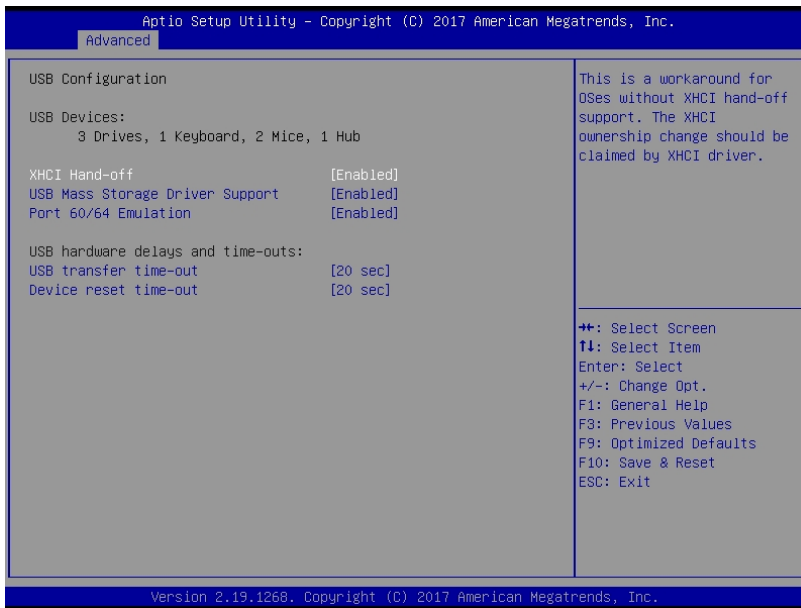 Aptio Setup Utility – Copyright (C) 2017 American Megatrends, Inc.
Advanced
USB Configuration
USB Devices:
3 Drives, 1 Keyboard, 2 Mice, 1 Hub
XHCI Hand-off [Enabled]
USB Mass Storage Driver Support [Enabled]
Port 60/64 Emulation [Enabled]
USB hardware delays and time-outs:
USB transfer time-out [20 sec]
Device reset time-out [20 sec]
This is a workaround for
OSes without XHCI hand-off
support. The XHCI
ownership change should be
claimed by XHCI driver.
→←: Select Screen
↑↓: Select Item
Enter: Select
+/-: Change Opt.
F1: General Help
F3: Previous Values
F9: Optimized Defaults
F10: Save & Reset
ESC: Exit
Version 2.19.1268. Copyright (C) 2017 American Megatrends, Inc.